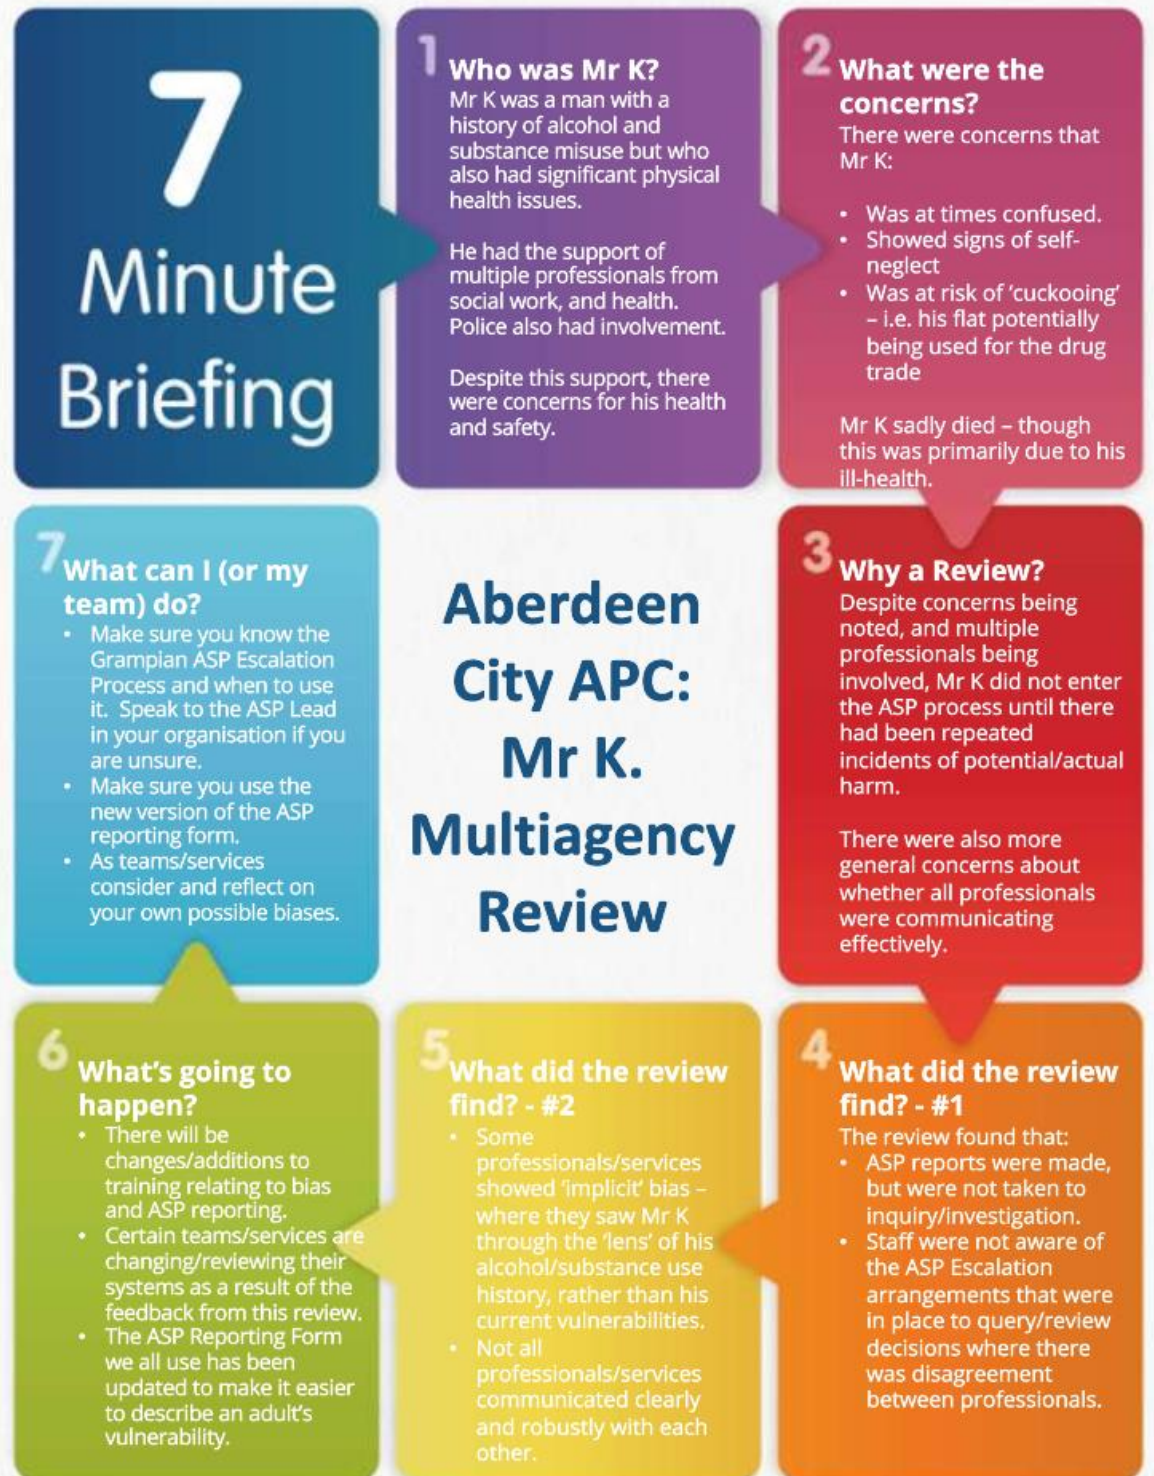 7
Minute
Briefing
1
Who was Mr K?
Mr K was a man with a
history of alcohol and
substance misuse but who
also had significant physical
health issues.
He had the support of
multiple professionals from
social work, and health.
Police also had involvement.
Despite this support, there
were concerns for his health
and safety.
2
What were the
concerns?
There were concerns that
Mr K:
• Was at times confused.
• Showed signs of self-
neglect
• Was at risk of ‘cuckooing’
– i.e. his flat potentially
being used for the drug
trade
Mr K sadly died – though
this was primarily due to his
ill-health.
Aberdeen
City APC:
Mr K.
Multiagency
Review
3
Why a Review?
Despite concerns being
noted, and multiple
professionals being
involved, Mr K did not enter
the ASP process until there
had been repeated
incidents of potential/actual
harm.
There were also more
general concerns about
whether all professionals
were communicating
effectively.
4
What did the review
find? - #1
The review found that:
• ASP reports were made,
but were not taken to
inquiry/investigation.
• Staff were not aware of
the ASP Escalation
arrangements that were
in place to query/review
decisions where there
was disagreement
between professionals.
5
What did the review
find? - #2
• Some
professionals/services
showed ‘implicit’ bias –
where they saw Mr K
through the ‘lens’ of his
alcohol/substance use
history, rather than his
current vulnerabilities.
• Not all
professionals/services
communicated clearly
and robustly with each
other.
6
What’s going to
happen?
• There will be
changes/additions to
training relating to bias
and ASP reporting.
• Certain teams/services are
changing/reviewing their
systems as a result of the
feedback from this review.
• The ASP Reporting Form
we all use has been
updated to make it easier
to describe an adult’s
vulnerability.
7
What can I (or my
team) do?
• Make sure you know the
Grampian ASP Escalation
Process and when to use
it. Speak to the ASP Lead
in your organisation if you
are unsure.
• Make sure you use the
new version of the ASP
reporting form.
• As teams/services
consider and reflect on
your own possible biases.